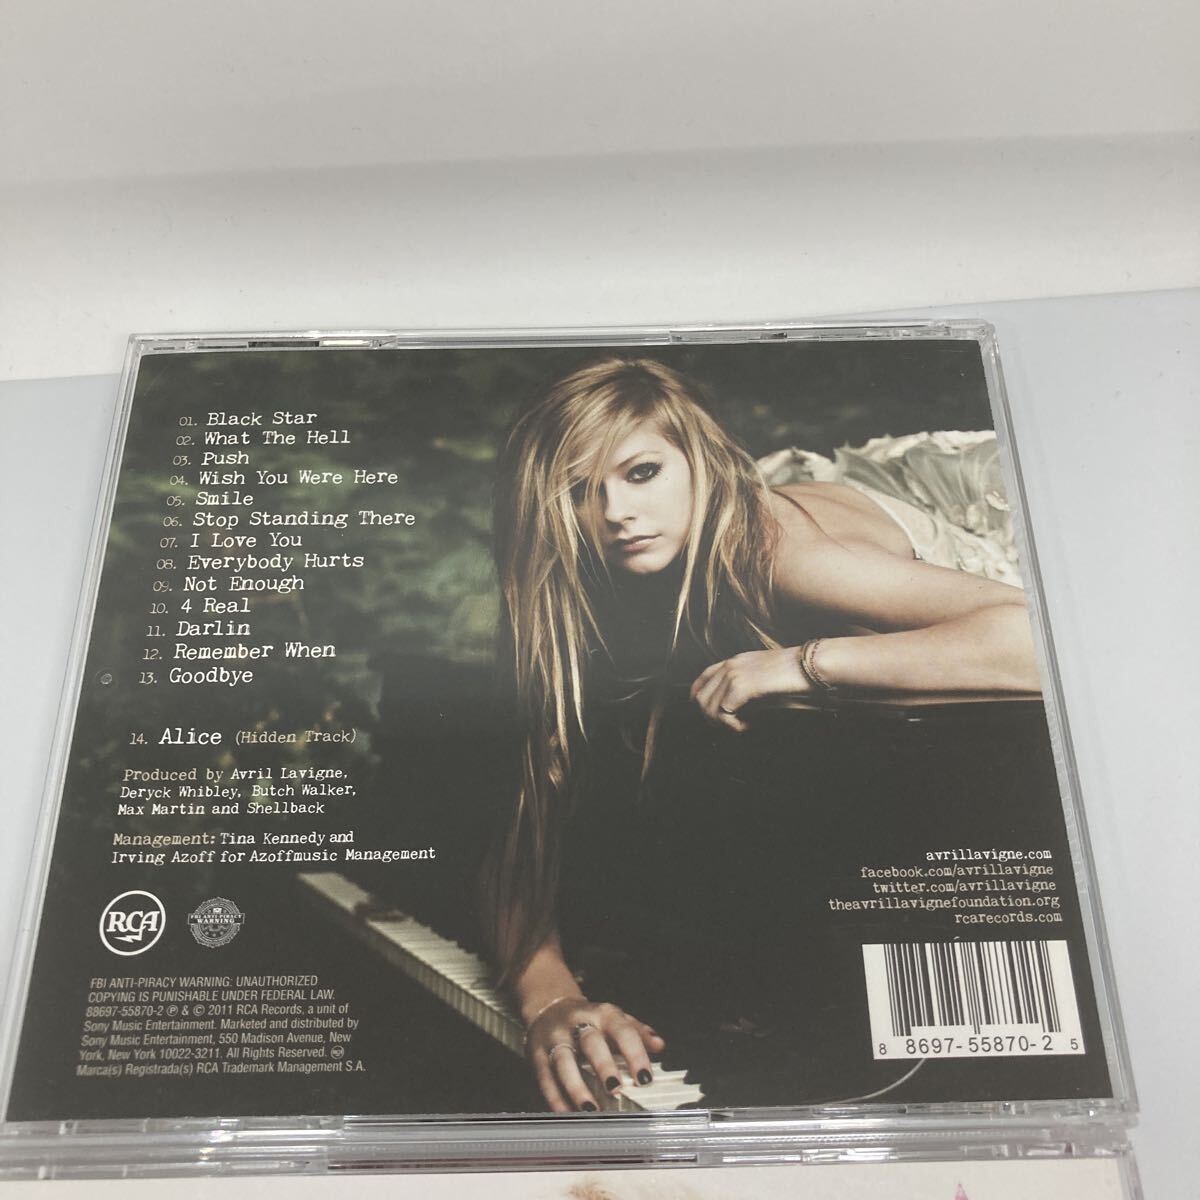 01. Black Star
02. What The Hell
03. Push
04. Wish You Were Here
05. Smile
06. Stop Standing There
07. I Love You
08. Everybody Hurts
09. Not Enough
10. 4 Real
11. Darlin
12. Remember When
13. Goodbye
14. Alice (Hidden Track)
Produced by Avril Lavigne,
Deryck Whibley, Butch Walker,
Max Martin and Shellback
Management: Tina Kennedy and
Irving Azoff for Azoffmusic Management
RCA
FBI ANTI-PIRACY
WARNING
FBI ANTI-PIRACY WARNING: UNAUTHORIZED
COPYING IS PUNISHABLE UNDER FEDERAL LAW.
88697-55870-2 ℗ & © 2011 RCA Records, a unit of
Sony Music Entertainment. Marketed and distributed by
Sony Music Entertainment, 550 Madison Avenue, New
York, New York 10022-3211. All Rights Reserved.
Marca(s) Registrada(s) RCA Trademark Management S.A.
avrillavigne.com
facebook.com/avrillavigne
twitter.com/avrillavigne
theavrillavignefoundation.org
rcarecords.com
8 8697-55870-2 5